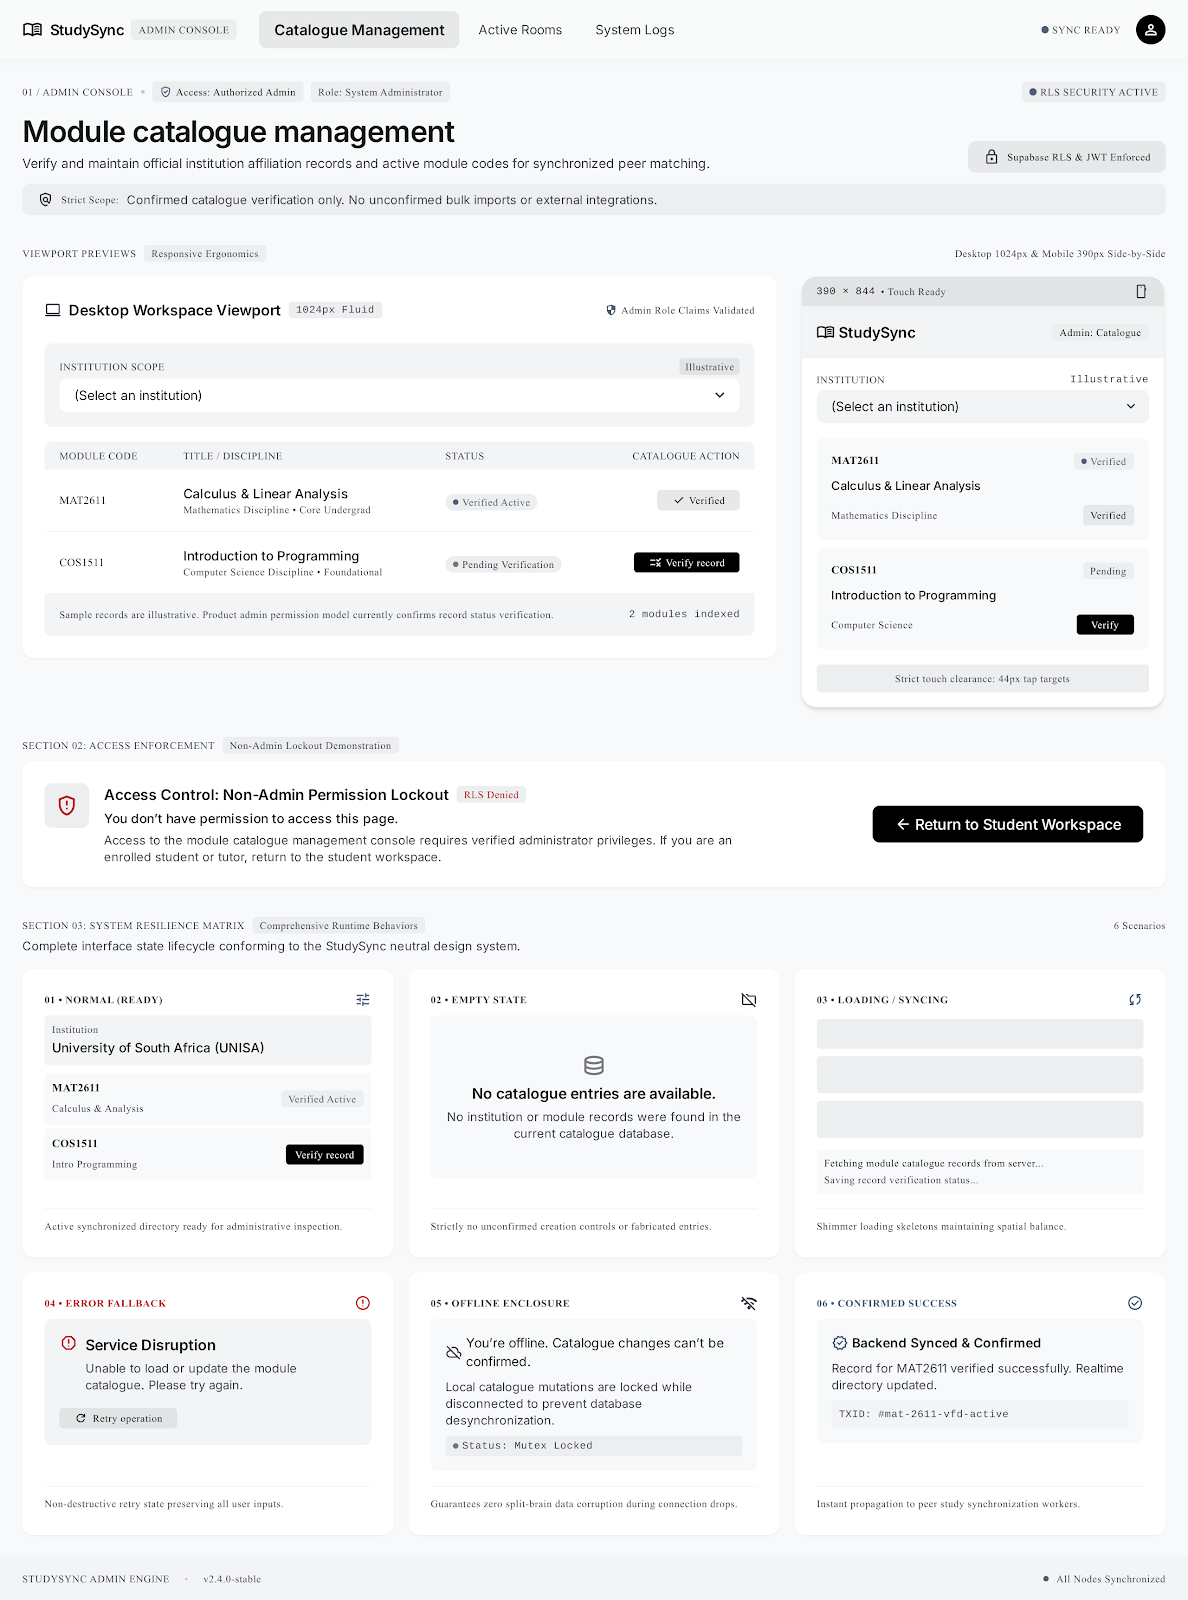 StudySync ADMIN CONSOLE Catalogue Management Active Rooms System Logs SYNC READY
01 / ADMIN CONSOLE • Access: Authorized Admin Role: System Administrator RLS SECURITY ACTIVE
Module catalogue management
Verify and maintain official institution affiliation records and active module codes for synchronized peer matching.
Supabase RLS & JWT Enforced
Strict Scope: Confirmed catalogue verification only. No unconfirmed bulk imports or external integrations.
VIEWPORT PREVIEWS Responsive Ergonomics Desktop 1024px & Mobile 390px Side-by-Side
Desktop Workspace Viewport 1024px Fluid Admin Role Claims Validated
INSTITUTION SCOPE Illustrative
(Select an institution)
MODULE CODE TITLE / DISCIPLINE STATUS CATALOGUE ACTION
MAT2611 Calculus & Linear Analysis Verified Active Verified
Mathematics Discipline • Core Undergrad
COS1511 Introduction to Programming Pending Verification Verify record
Computer Science Discipline • Foundational
Sample records are illustrative. Product admin permission model currently confirms record status verification. 2 modules indexed
390 × 844 • Touch Ready
StudySync Admin: Catalogue
INSTITUTION Illustrative
(Select an institution)
MAT2611 Verified
Calculus & Linear Analysis
Mathematics Discipline Verified
COS1511 Pending
Introduction to Programming
Computer Science Verify
Strict touch clearance: 44px tap targets
SECTION 02: ACCESS ENFORCEMENT Non-Admin Lockout Demonstration
Access Control: Non-Admin Permission Lockout RLS Denied
You don’t have permission to access this page.
Access to the module catalogue management console requires verified administrator privileges. If you are an
enrolled student or tutor, return to the student workspace.
← Return to Student Workspace
SECTION 03: SYSTEM RESILIENCE MATRIX Comprehensive Runtime Behaviors 6 Scenarios
Complete interface state lifecycle conforming to the StudySync neutral design system.
01 • NORMAL (READY)
Institution
University of South Africa (UNISA)
MAT2611
Calculus & Analysis
Verified Active
COS1511
Intro Programming
Verify record
Active synchronized directory ready for administrative inspection.
02 • EMPTY STATE
No catalogue entries are available.
No institution or module records were found in the
current catalogue database.
Strictly no unconfirmed creation controls or fabricated entries.
03 • LOADING / SYNCING
Fetching module catalogue records from server...
Saving record verification status...
Shimmer loading skeletons maintaining spatial balance.
04 • ERROR FALLBACK
Service Disruption
Unable to load or update the module
catalogue. Please try again.
Retry operation
Non-destructive retry state preserving all user inputs.
05 • OFFLINE ENCLOSURE
You’re offline. Catalogue changes can’t be
confirmed.
Local catalogue mutations are locked while
disconnected to prevent database
desynchronization.
Status: Mutex Locked
Guarantees zero split-brain data corruption during connection drops.
06 • CONFIRMED SUCCESS
Backend Synced & Confirmed
Record for MAT2611 verified successfully. Realtime
directory updated.
TXID: #mat-2611-vfd-active
Instant propagation to peer study synchronization workers.
STUDYSYNC ADMIN ENGINE • v2.4.0-stable All Nodes Synchronized